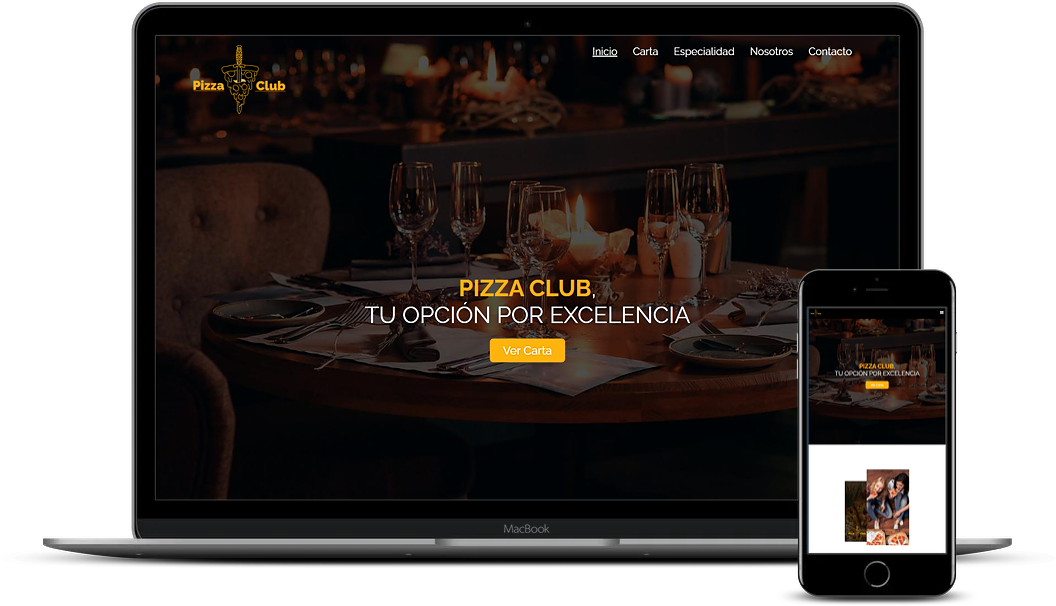 Pizza Club
Inicio Carta Especialidad Nosotros Contacto
PIZZA CLUB,
TU OPCIÓN POR EXCELENCIA
Ver Carta
MacBook
PIZZA CLUB,
TU OPCIÓN POR EXCELENCIA